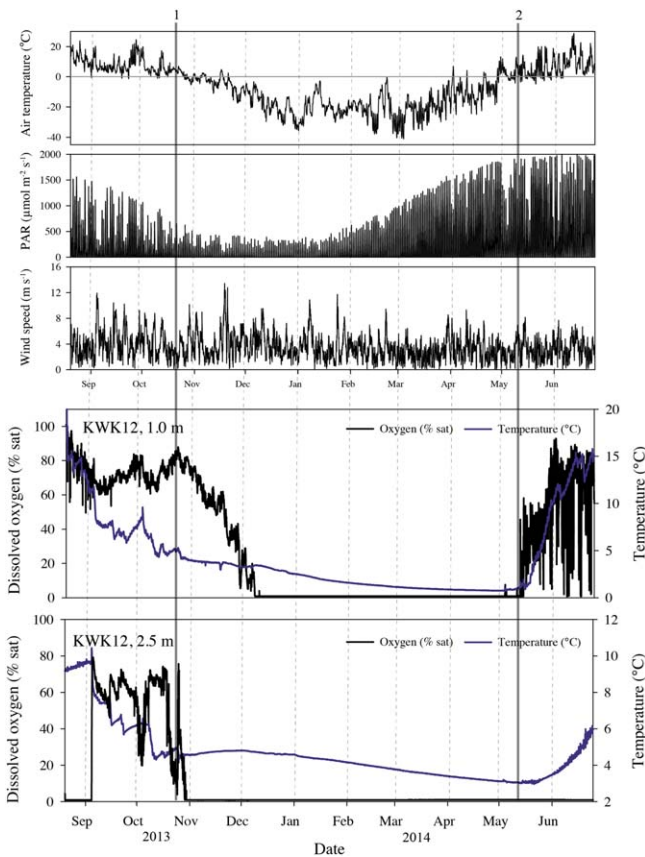 1 2
Air temperature (°C)
20
0
-20
-40
PAR (µmol m⁻² s⁻¹)
2000
1500
1000
500
0
Wind speed (m s⁻¹)
16
12
8
4
0
Sep Oct Nov Dec Jan Feb Mar Apr May Jun
Dissolved oxygen (% sat)
100
80
60
40
20
0
KWK12, 1.0 m
Oxygen (% sat) Temperature (°C)
20
15
10
5
0
Temperature (°C)
Dissolved oxygen (% sat)
100
80
60
40
20
0
KWK12, 2.5 m
Oxygen (% sat) Temperature (°C)
12
10
8
6
4
2
Temperature (°C)
Sep Oct Nov Dec Jan Feb Mar Apr May Jun
2013 2014
Date